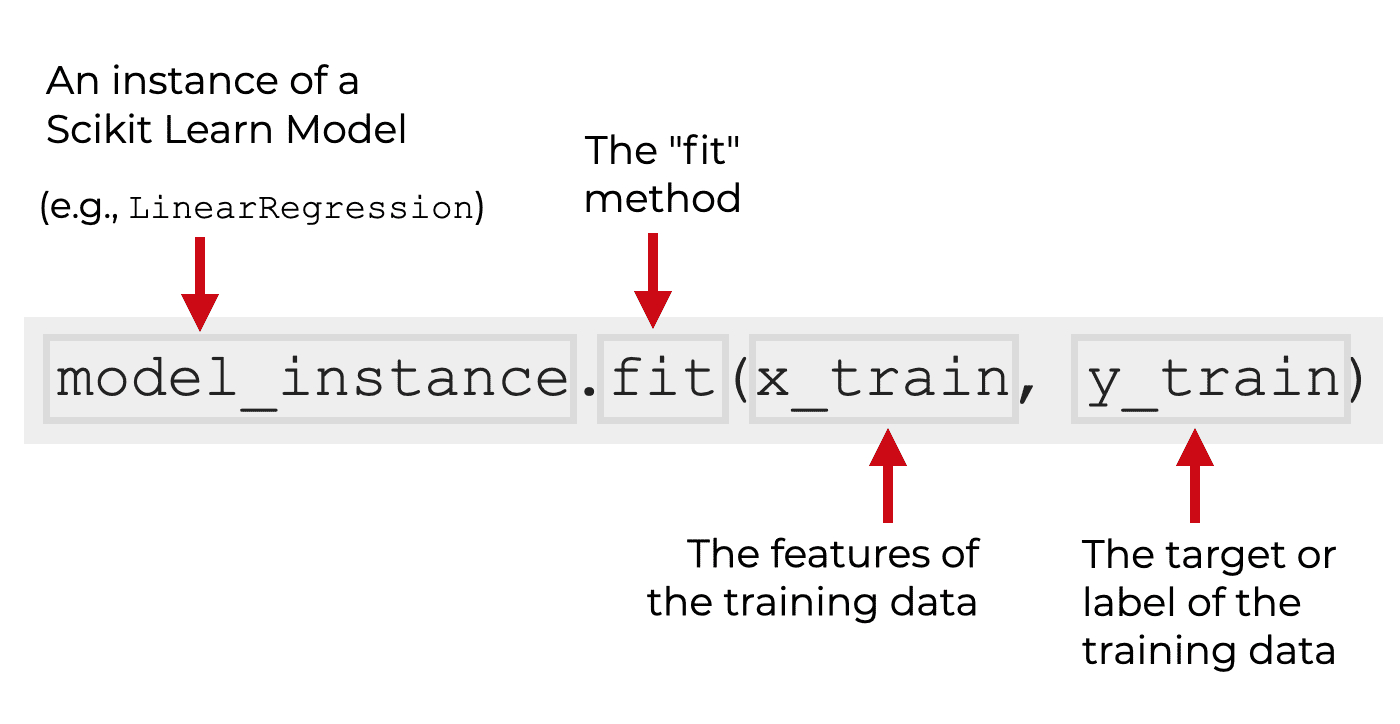 An instance of a
Scikit Learn Model
(e.g., LinearRegression)
The "fit"
method
model_instance.fit(x_train, y_train)
The features of
the training data
The target or
label of the
training data